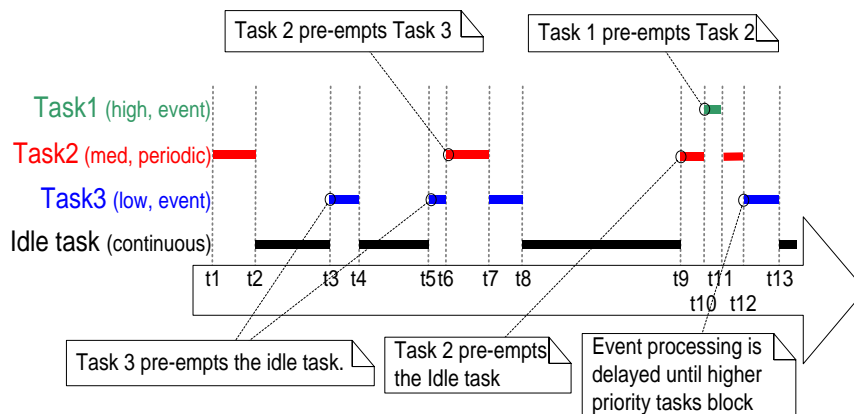 Task 2 pre-empts Task 3
Task 1 pre-empts Task 2
Task1 (high, event)
Task2 (med, periodic)
Task3 (low, event)
Idle task (continuous)
t1 t2 t3 t4 t5 t6 t7 t8 t9 t10 t11 t12 t13
Task 3 pre-empts the idle task.
Task 2 pre-empts
the Idle task
Event processing is
delayed until higher
priority tasks block